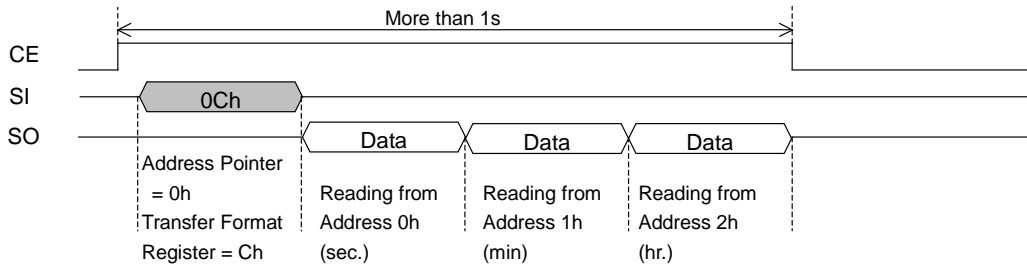 More than 1s
CE
SI
0Ch
SO
Data
Data
Data
Address Pointer
= 0h
Transfer Format
Register = Ch
Reading from
Address 0h
(sec.)
Reading from
Address 1h
(min)
Reading from
Address 2h
(hr.)